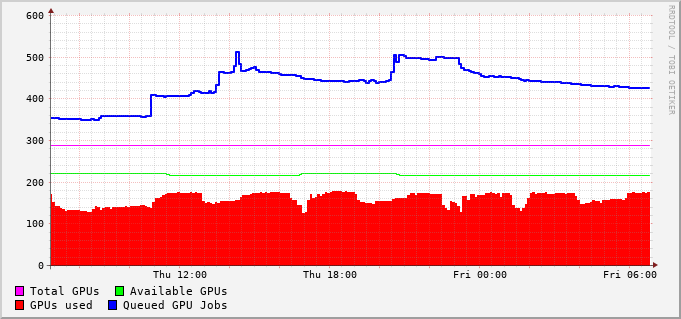 600
500
400
300
200
100
0
Thu 12:00 Thu 18:00 Fri 00:00 Fri 06:00
Total GPUs Available GPUs
GPUs used Queued GPU Jobs
RRDTOOL / TOBI OETIKER